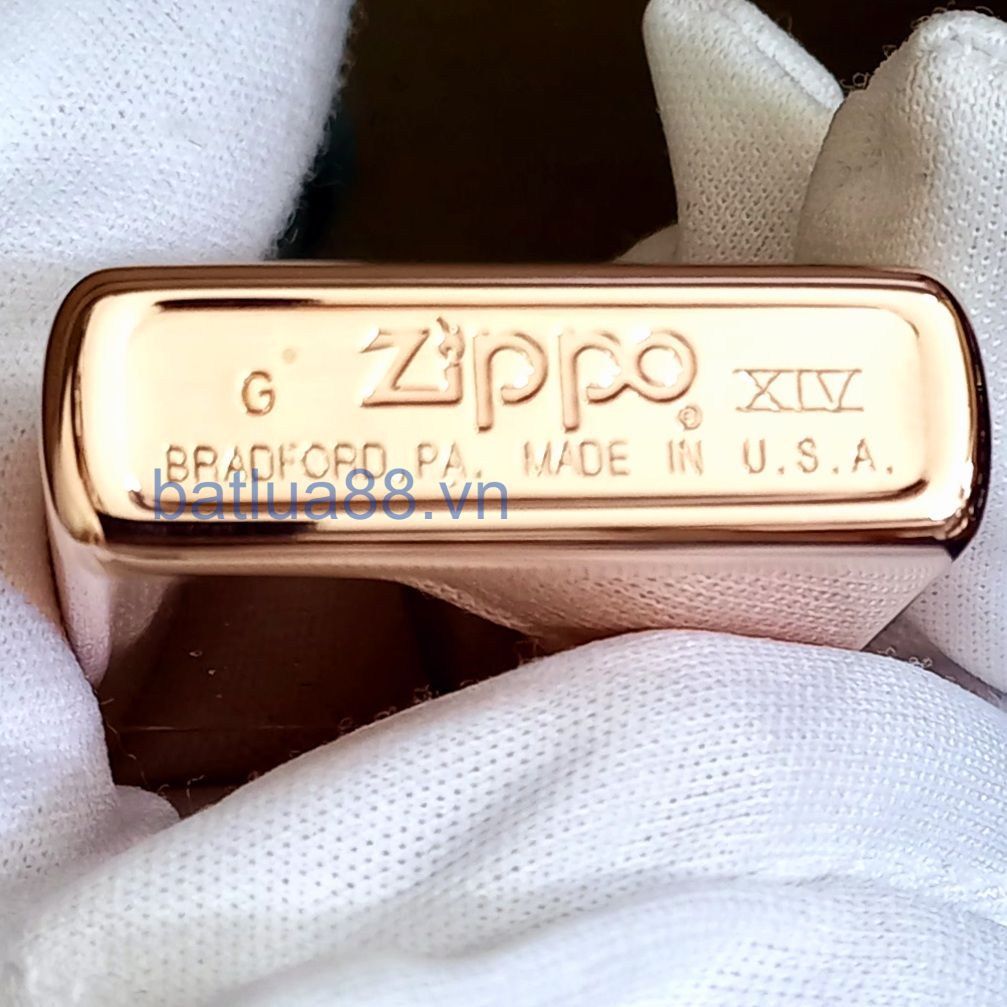 G Zippo® XIV
BRADFORD, PA. MADE IN U.S.A.
batlua88.vn